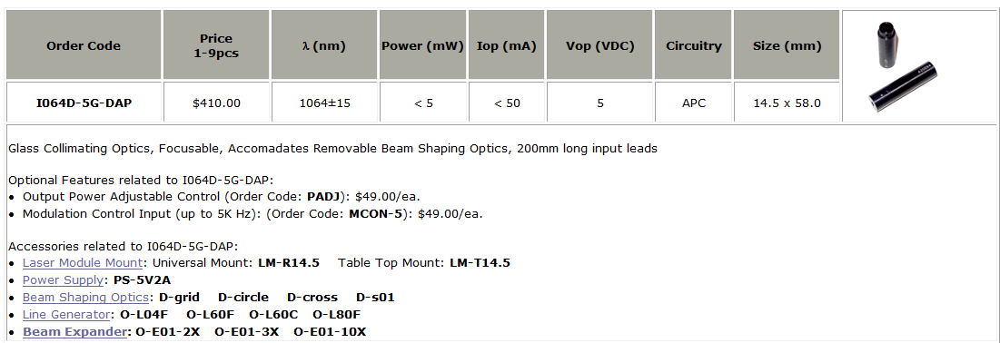 Order Code Price 1-9pcs λ (nm) Power (mW) Iop (mA) Vop (VDC) Circuitry Size (mm)
I064D-5G-DAP $410.00 1064±15 < 5 < 50 5 APC 14.5 x 58.0
Glass Collimating Optics, Focusable, Accomadates Removable Beam Shaping Optics, 200mm long input leads
Optional Features related to I064D-5G-DAP:
• Output Power Adjustable Control (Order Code: PADJ): $49.00/ea.
• Modulation Control Input (up to 5K Hz): (Order Code: MCON-5): $49.00/ea.
Accessories related to I064D-5G-DAP:
• Laser Module Mount: Universal Mount: LM-R14.5 Table Top Mount: LM-T14.5
• Power Supply: PS-5V2A
• Beam Shaping Optics: D-grid D-circle D-cross D-s01
• Line Generator: O-L04F O-L60F O-L60C O-L80F
• Beam Expander: O-E01-2X O-E01-3X O-E01-10X